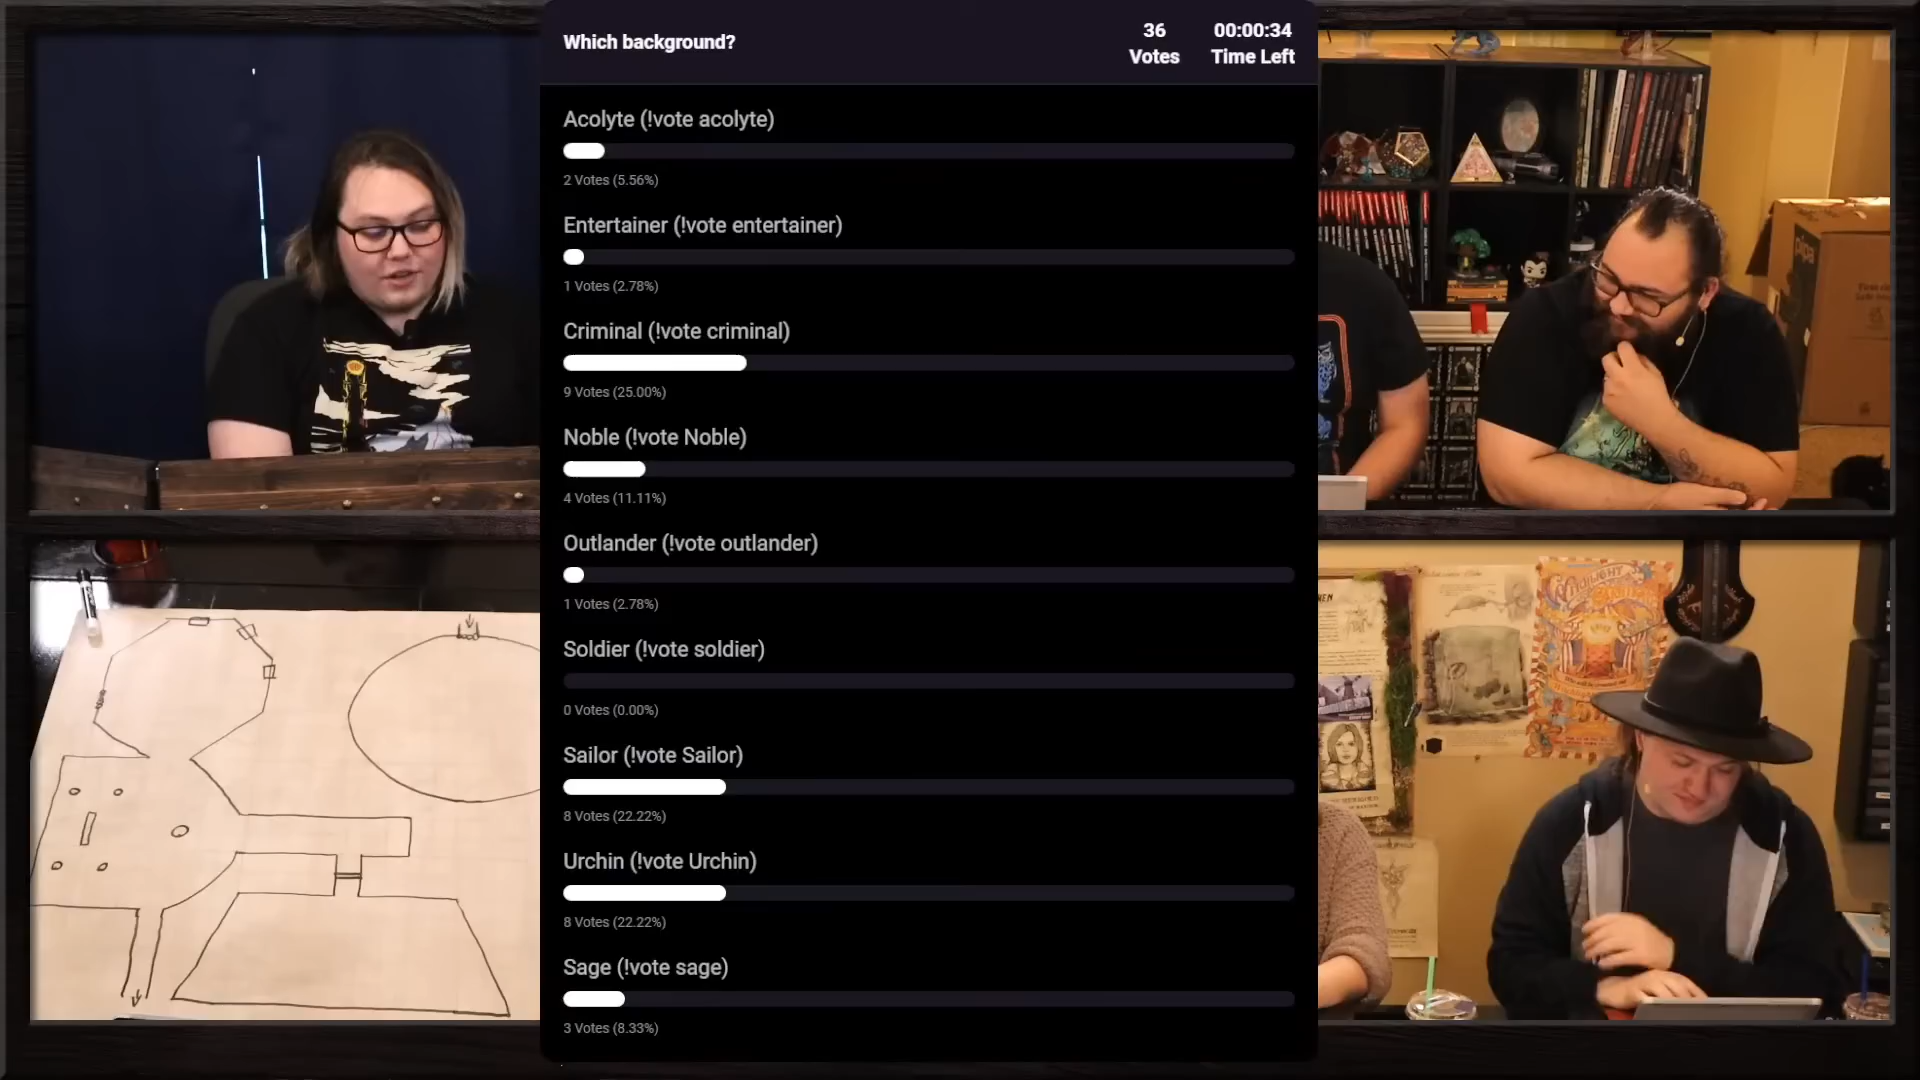 Which background?
36
Votes
00:00:34
Time Left
Acolyte (!vote acolyte)
2 Votes (5.56%)
Entertainer (!vote entertainer)
1 Votes (2.78%)
Criminal (!vote criminal)
9 Votes (25.00%)
Noble (!vote Noble)
4 Votes (11.11%)
Outlander (!vote outlander)
1 Votes (2.78%)
Soldier (!vote soldier)
0 Votes (0.00%)
Sailor (!vote Sailor)
8 Votes (22.22%)
Urchin (!vote Urchin)
8 Votes (22.22%)
Sage (!vote sage)
3 Votes (8.33%)